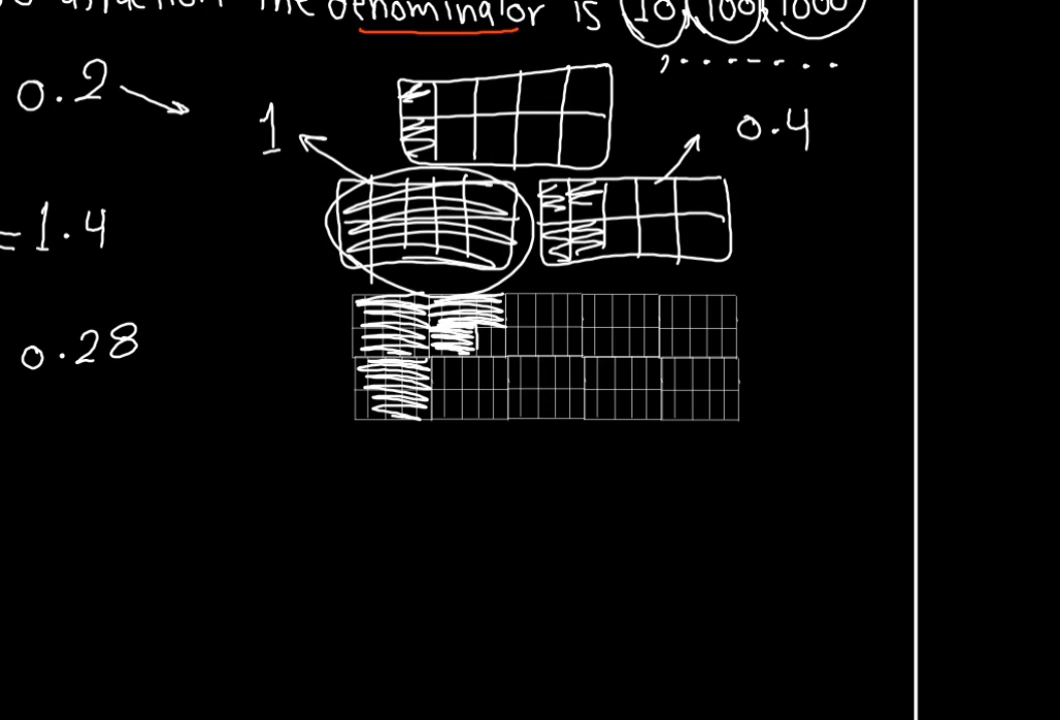 the denominator is 10, 100, 1000
, . . . . . . .
0.2
1
0.4
= 1.4
0.28